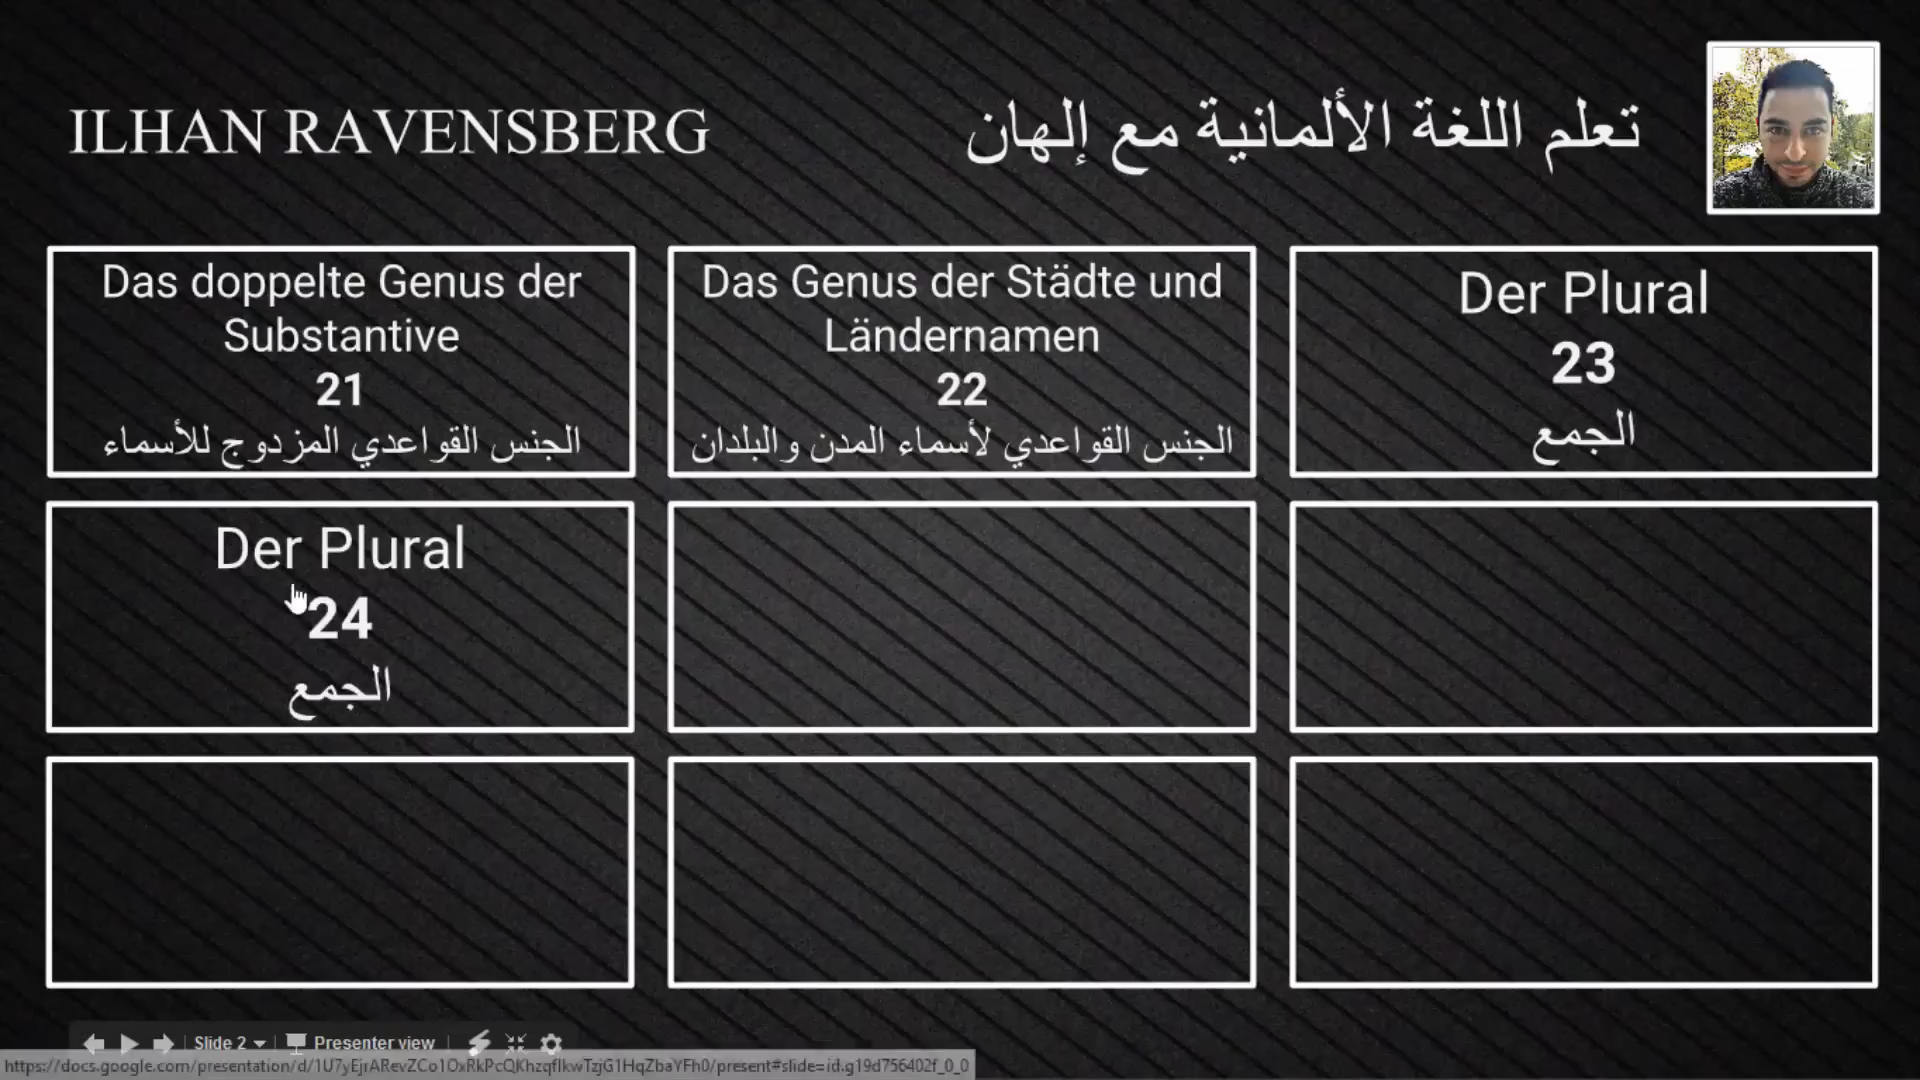 ILHAN RAVENSBERG
تعلم اللغة الألمانية مع إلهان
Das doppelte Genus der
Substantive
21
الجنس القواعدي المزدوج للأسماء
Das Genus der Städte und
Ländernamen
22
الجنس القواعدي لأسماء المدن والبلدان
Der Plural
23
الجمع
Der Plural
24
الجمع
Slide 2
Presenter view